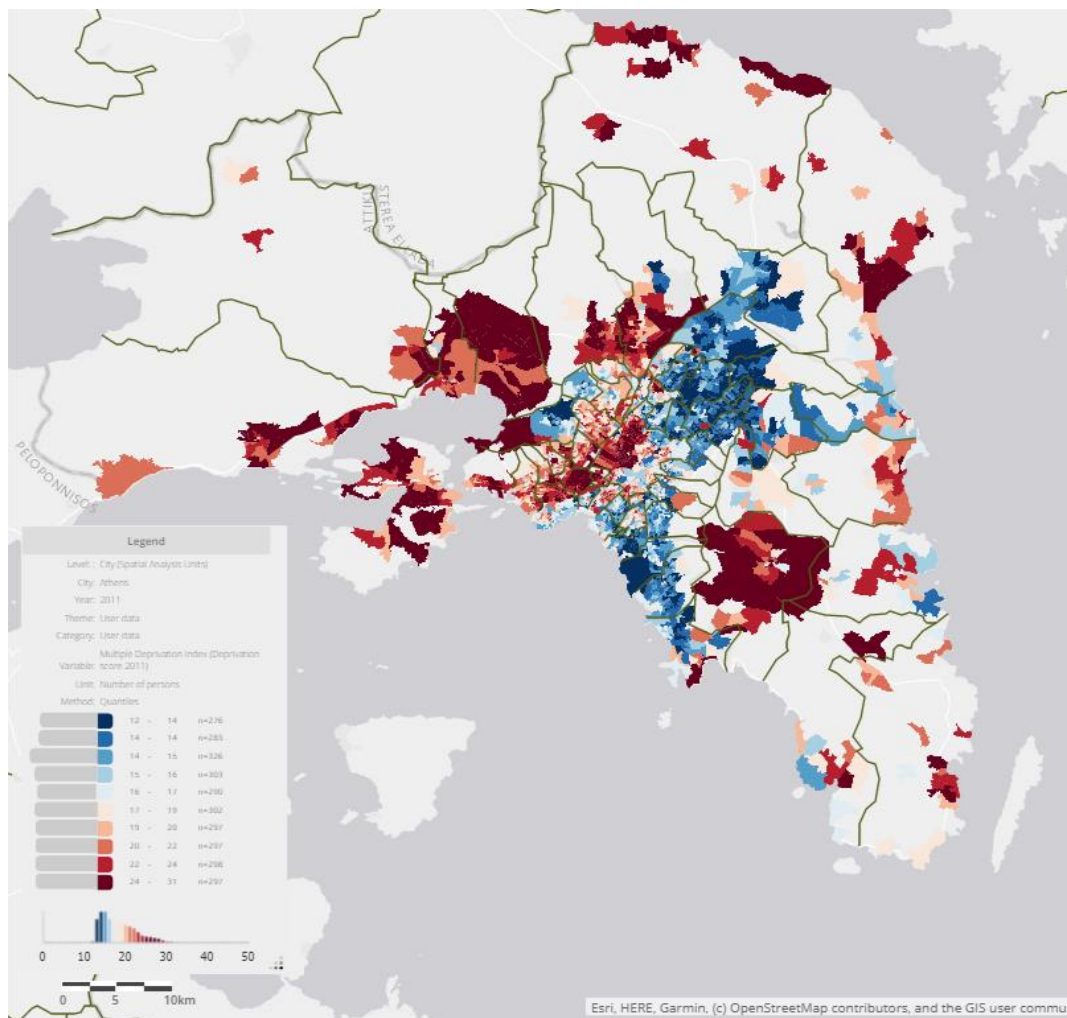 STEREA ELLADA
ATTIKI
PELOPONNISOS
Legend
Level: : City (Spatial Analysis Units)
City: Athens
Year: 2011
Theme: User data
Category: User data
Variable: Multiple Deprivation Index (Deprivation
score 2011)
Unit: Number of persons
Method: Quantiles
12 - 14 n=276
14 - 14 n=283
14 - 15 n=326
15 - 16 n=303
16 - 17 n=290
17 - 19 n=302
19 - 20 n=297
20 - 22 n=297
22 - 24 n=298
24 - 31 n=297
0 10 20 30 40 50
0 5 10km
Esri, HERE, Garmin, (c) OpenStreetMap contributors, and the GIS user commu